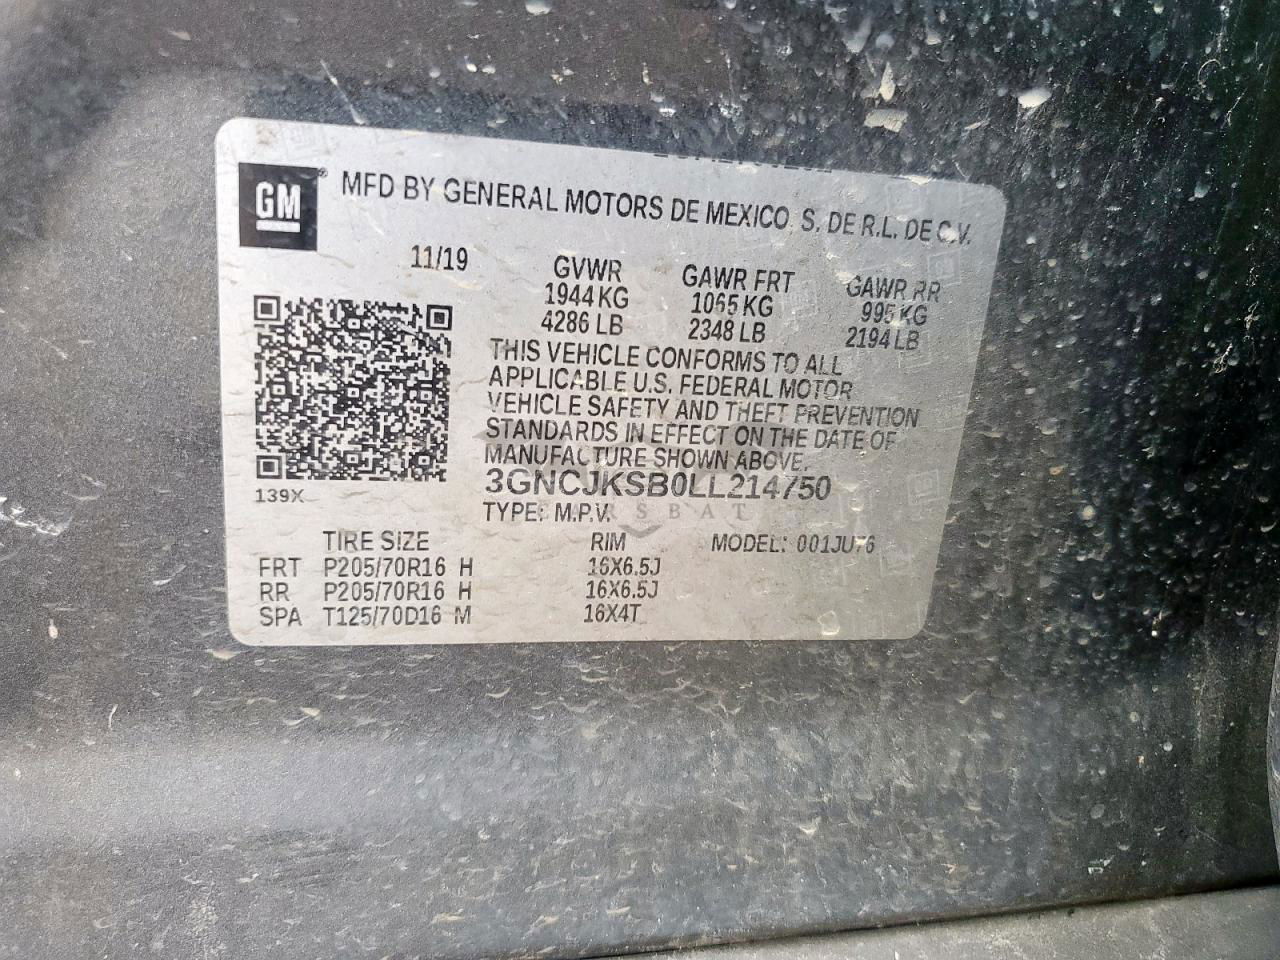 GM
MFD BY GENERAL MOTORS DE MEXICO S. DE R.L. DE C.V.
11/19
GVWR GAWR FRT GAWR RR
1944 KG 1065 KG 995 KG
4286 LB 2348 LB 2194 LB
THIS VEHICLE CONFORMS TO ALL
APPLICABLE U.S. FEDERAL MOTOR
VEHICLE SAFETY AND THEFT PREVENTION
STANDARDS IN EFFECT ON THE DATE OF
MANUFACTURE SHOWN ABOVE.
3GNCJKSB0LL214750
139X
TYPE: M.P.V.
TIRE SIZE RIM MODEL: 001JU76
FRT P205/70R16 H 16X6.5J
RR P205/70R16 H 16X6.5J
SPA T125/70D16 M 16X4T